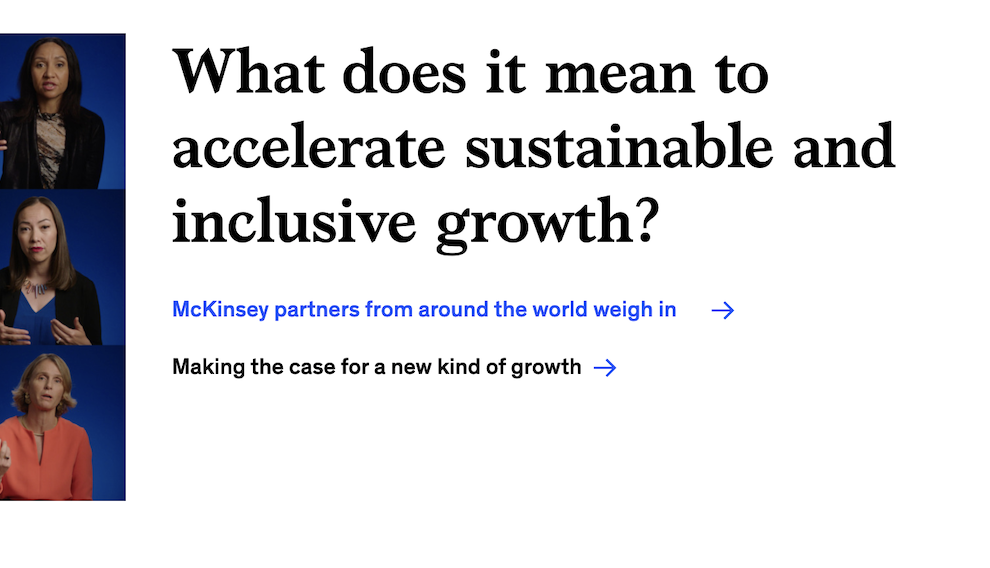 What does it mean to
accelerate sustainable and
inclusive growth?
McKinsey partners from around the world weigh in →
Making the case for a new kind of growth →